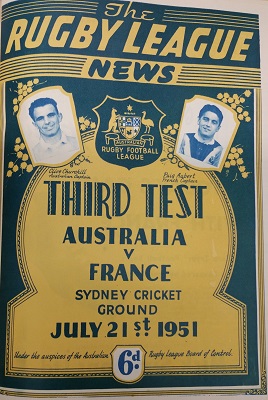 The
RUGBY LEAGUE
NEWS
AUSTRALIAN
RUGBY FOOTBALL
LEAGUE
Clive Churchill
Australian Captain
Puig Aubert
French Captain
THIRD TEST
AUSTRALIA
V
FRANCE
SYDNEY CRICKET
GROUND
JULY 21st 1951
Under the auspices of the Australian
6d.
Rugby League Board of Control.